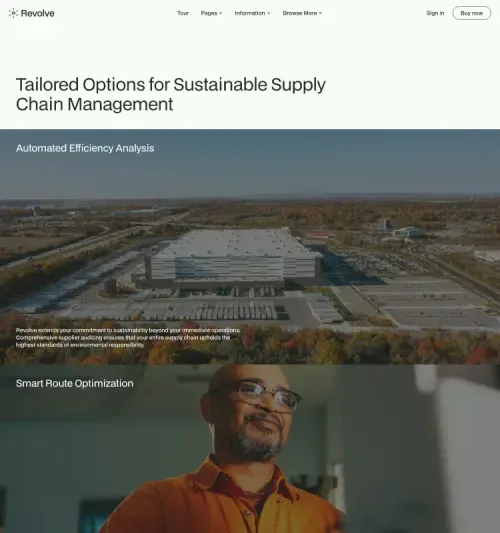 Revolve
Tour
Pages
Information
Browse More
Sign in
Buy now
Tailored Options for Sustainable Supply
Chain Management
Automated Efficiency Analysis
Revolve extends your commitment to sustainability beyond your immediate operations.
Comprehensive supplier auditing ensures that your entire supply chain upholds the
highest standards of environmental responsibility.
Smart Route Optimization